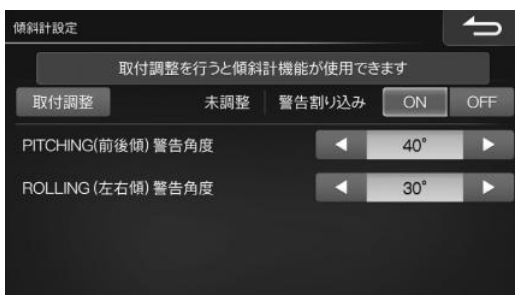 傾斜計設定
取付調整を行うと傾斜計機能が使用できます
取付調整 未調整 警告割り込み ON OFF
PITCHING(前後傾)警告角度 ◀ 40° ▶
ROLLING(左右傾)警告角度 ◀ 30° ▶